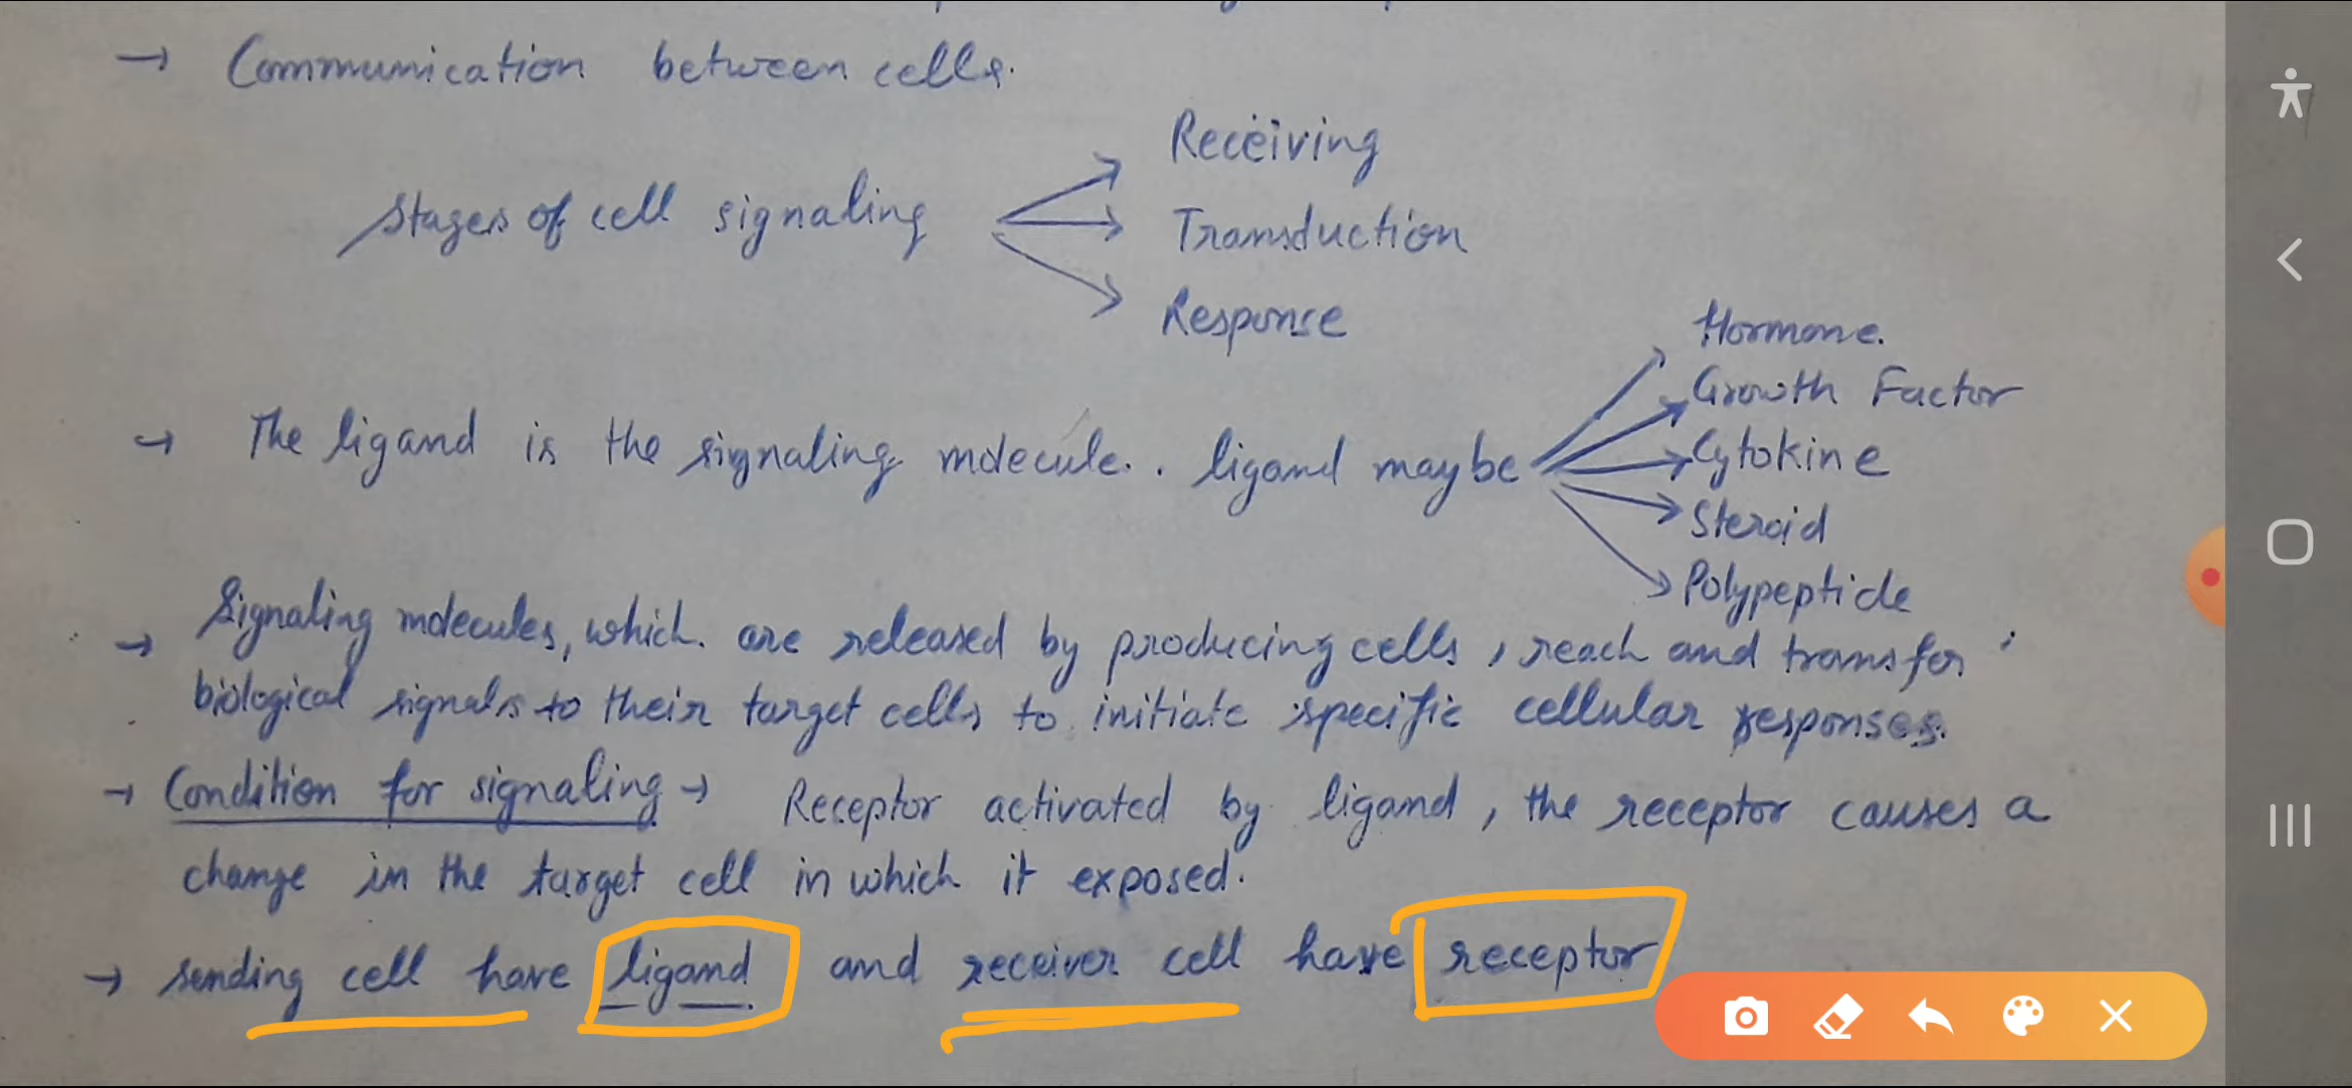 → Communication between cells.
Receiving
Stages of cell signaling
Transduction
Response
Hormone.
Growth Factor
→ The ligand is the signaling molecule. ligand may be
Cytokine
Steroid
Polypeptide
→ Signaling molecules, which are released by producing cells, reach and transfer
biological signals to their target cells to initiate specific cellular responses.
→ Condition for signaling → Receptor activated by ligand, the receptor causes a
change in the target cell in which it exposed.
→ sending cell have ligand and receiver cell have receptor